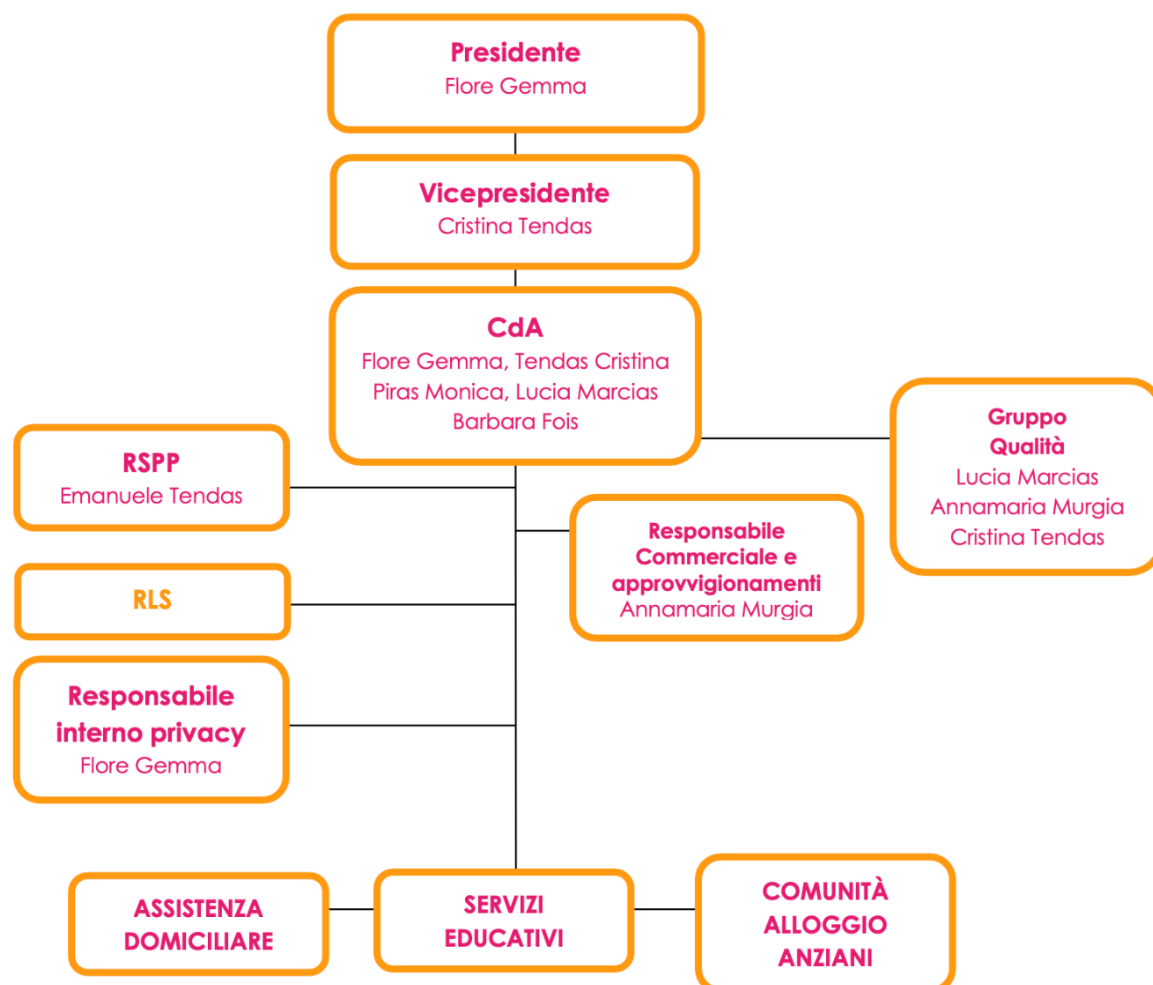 Presidente
Flore Gemma
Vicepresidente
Cristina Tendas
CdA
Flore Gemma, Tendas Cristina
Piras Monica, Lucia Marcias
Barbara Fois
Gruppo
Qualità
Lucia Marcias
Annamaria Murgia
Cristina Tendas
RSPP
Emanuele Tendas
Responsabile
Commerciale e
approvvigionamenti
Annamaria Murgia
RLS
Responsabile
interno privacy
Flore Gemma
ASSISTENZA
DOMICILIARE
SERVIZI
EDUCATIVI
COMUNITÀ
ALLOGGIO
ANZIANI